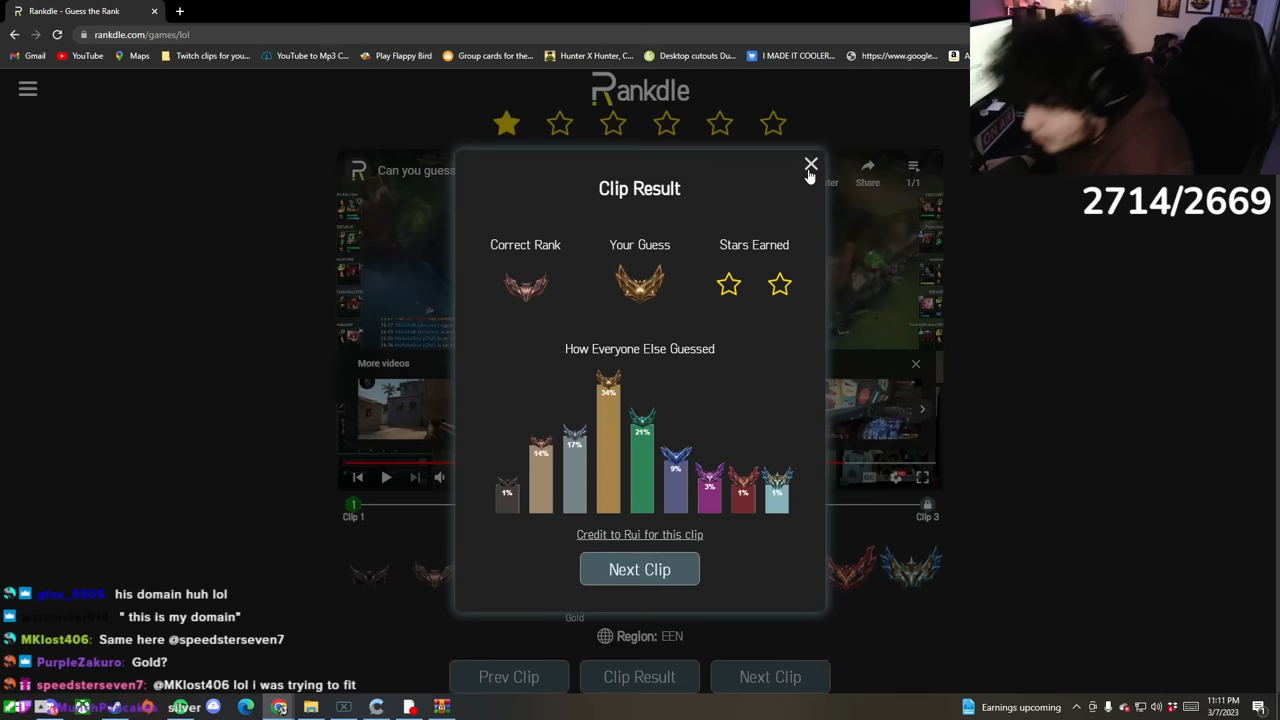 Rankdle - Guess the Rank
rankdle.com/games/lol
Gmail YouTube Maps Twitch clips for you... YouTube to Mp3 C... Play Flappy Bird Group cards for the... Hunter X Hunter, C... Desktop cutouts Du... I MADE IT COOLER... https://www.google... A
Rankdle
ON AIR
2714/2669
Can you guess
Share
1/1
Clip Result
Correct Rank Your Guess Stars Earned
How Everyone Else Guessed
More videos
34%
21%
17%
14%
9%
3%
1%
1%
1%
HD
Clip 1
1
Clip 3
Credit to Rui for this clip
Next Clip
his domain huh lol
" this is my domain"
MKlost406: Same here @speedsterseven7
PurpleZakuro: Gold?
speedsterseven7: @MKlost406 lol i was trying to fit
silver
Gold
Region: EEN
Prev Clip Clip Result Next Clip
Earnings upcoming
11:11 PM
3/7/2023